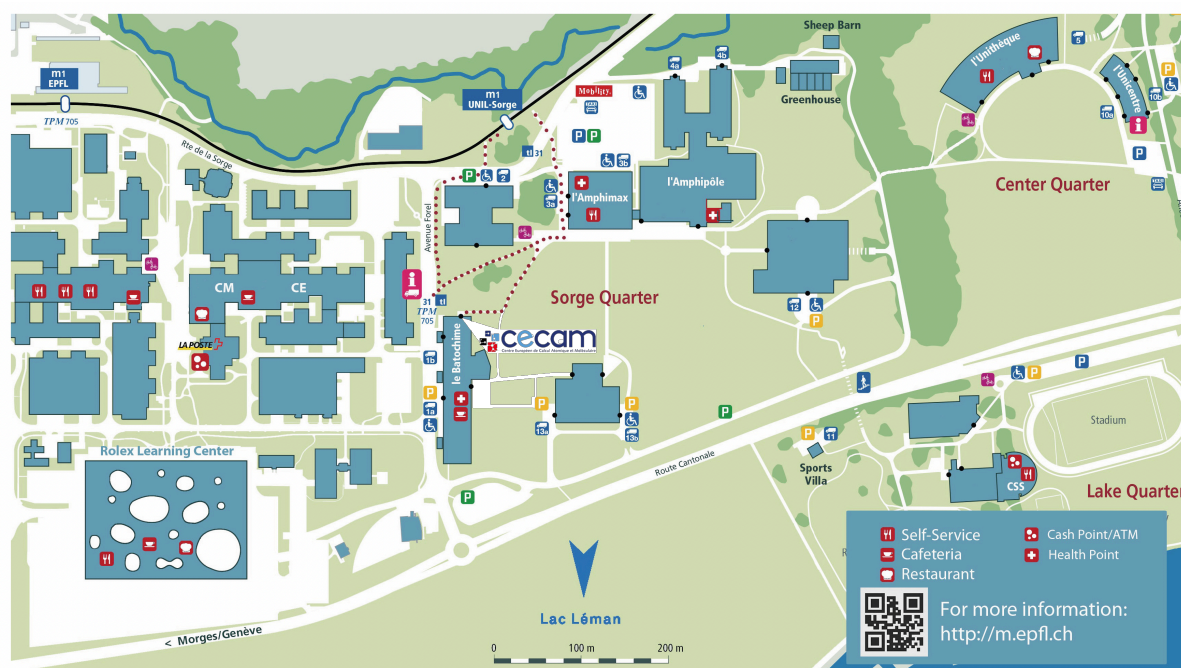 Sheep Barn
m1
EPFL
m1
UNIL-Sorge
TPM 705
4a
4b
Mobility
l'Unithèque
5
l'Unicentre
10b
10a
Greenhouse
P
P
P
P
P
i
Rte de la Sorge
tl 31
P
2
3b
3a
l'Amphimax
l'Amphipôle
Center Quarter
Avenue Forel
i
CM
CE
31 tl
TPM
705
Sorge Quarter
12
P
LA POSTE
cecam
Centre Européen de Calcul Atomique et Moléculaire
le Batochime
1b
P
1a
P
13a
P
13b
P
P
P
Stadium
P
11
Route Cantonale
Sports
Villa
Rolex Learning Center
CSS
Lake Quarter
P
Self-Service
Cash Point/ATM
Cafeteria
Health Point
Restaurant
For more information:
http://m.epfl.ch
Lac Léman
< Morges/Genève
0 100 m 200 m